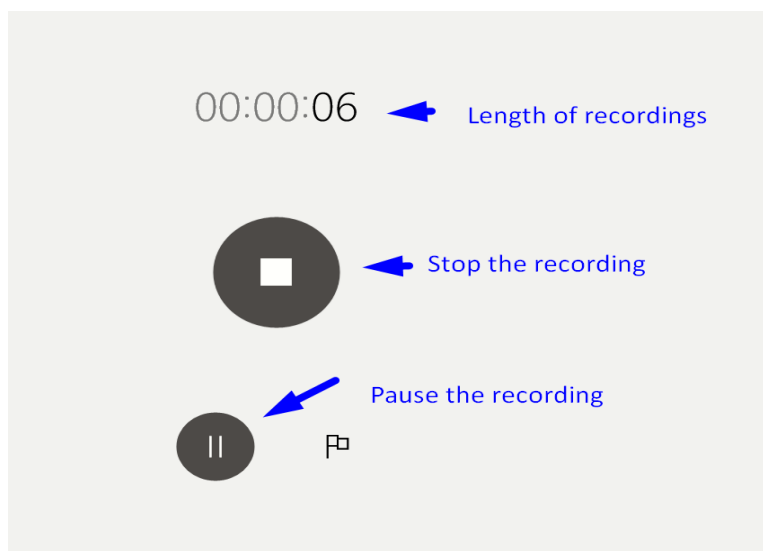 00:00:06
Length of recordings
Stop the recording
Pause the recording